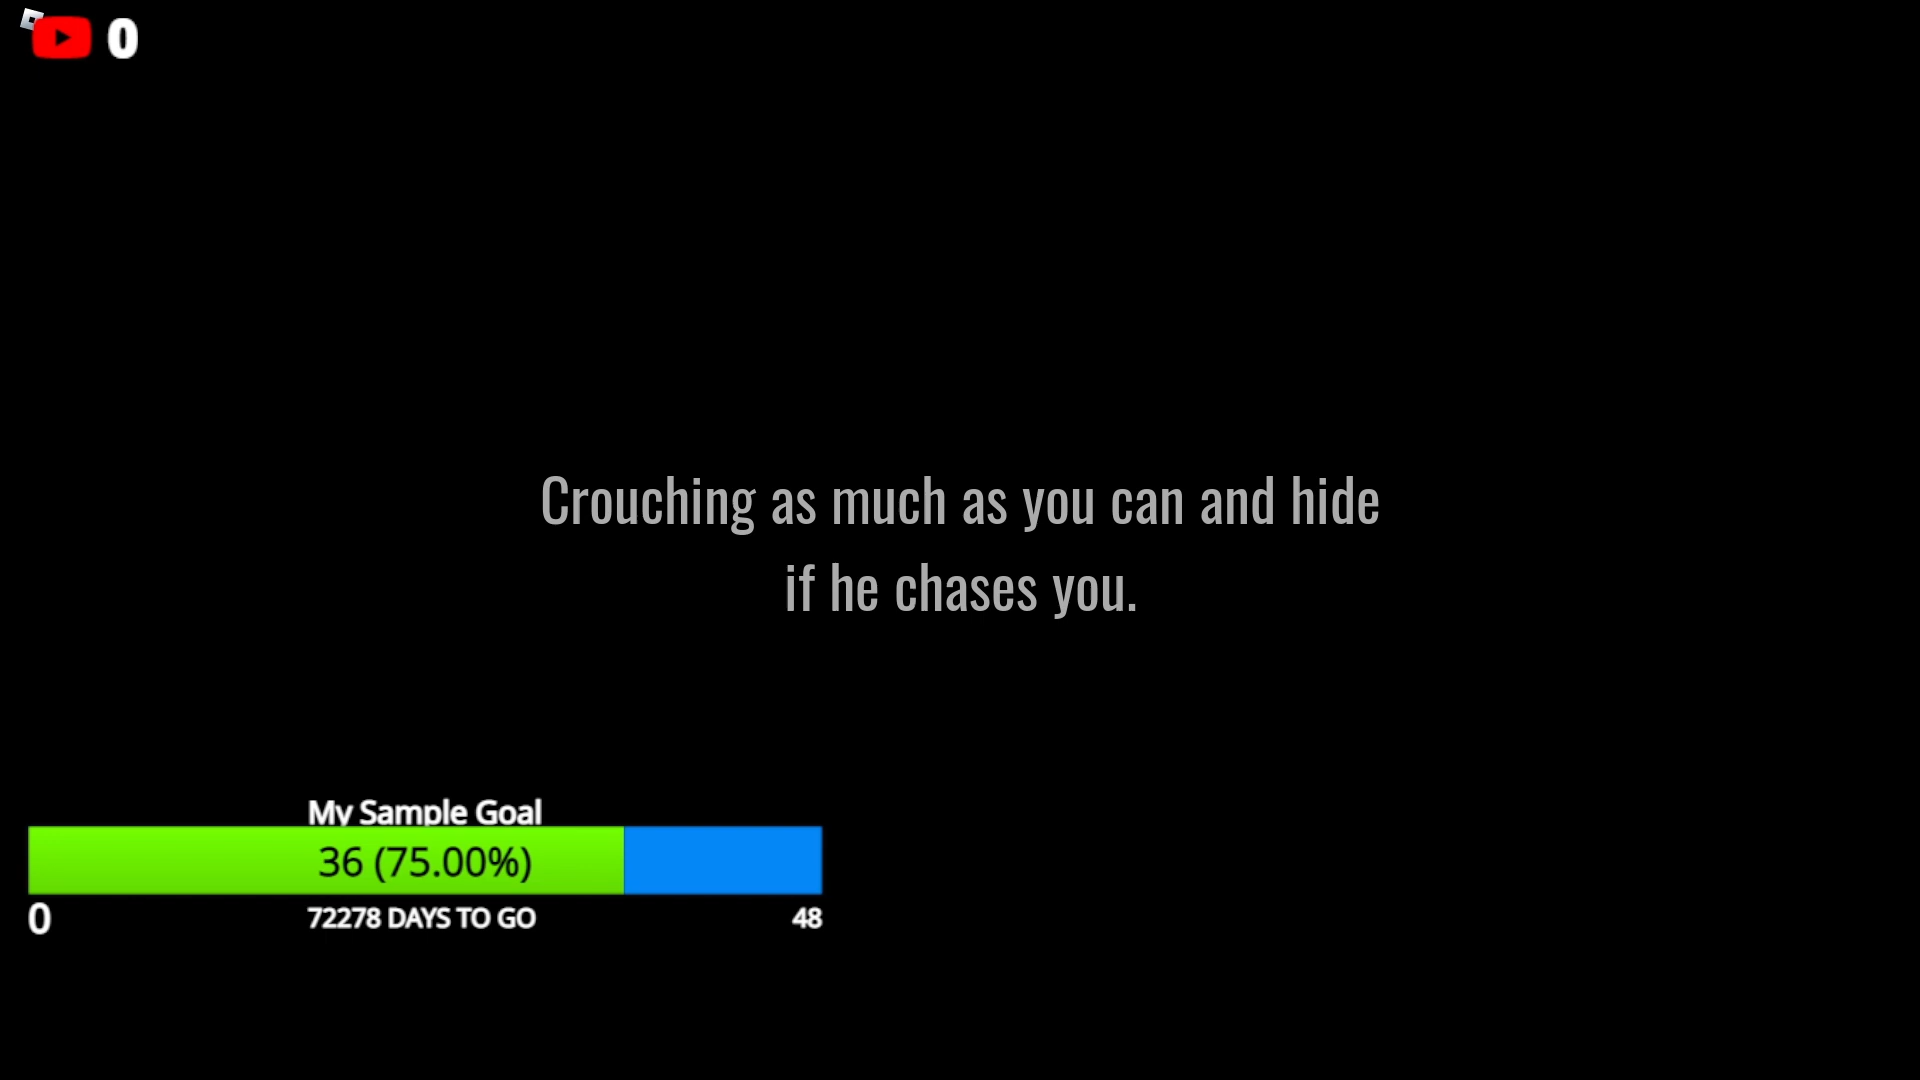 0
Crouching as much as you can and hide
if he chases you.
My Sample Goal
36 (75.00%)
0 72278 DAYS TO GO 48